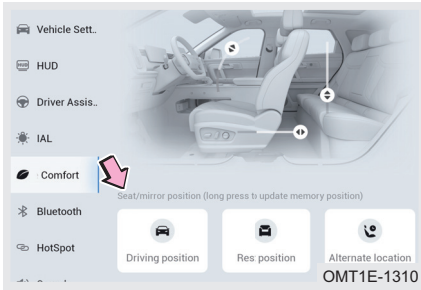 Vehicle Sett..
HUD
HUD
Driver Assis..
IAL
Comfort
Seat/mirror position (long press to update memory position)
Bluetooth
HotSpot
Driving position
Res position
Alternate location
OMT1E-1310